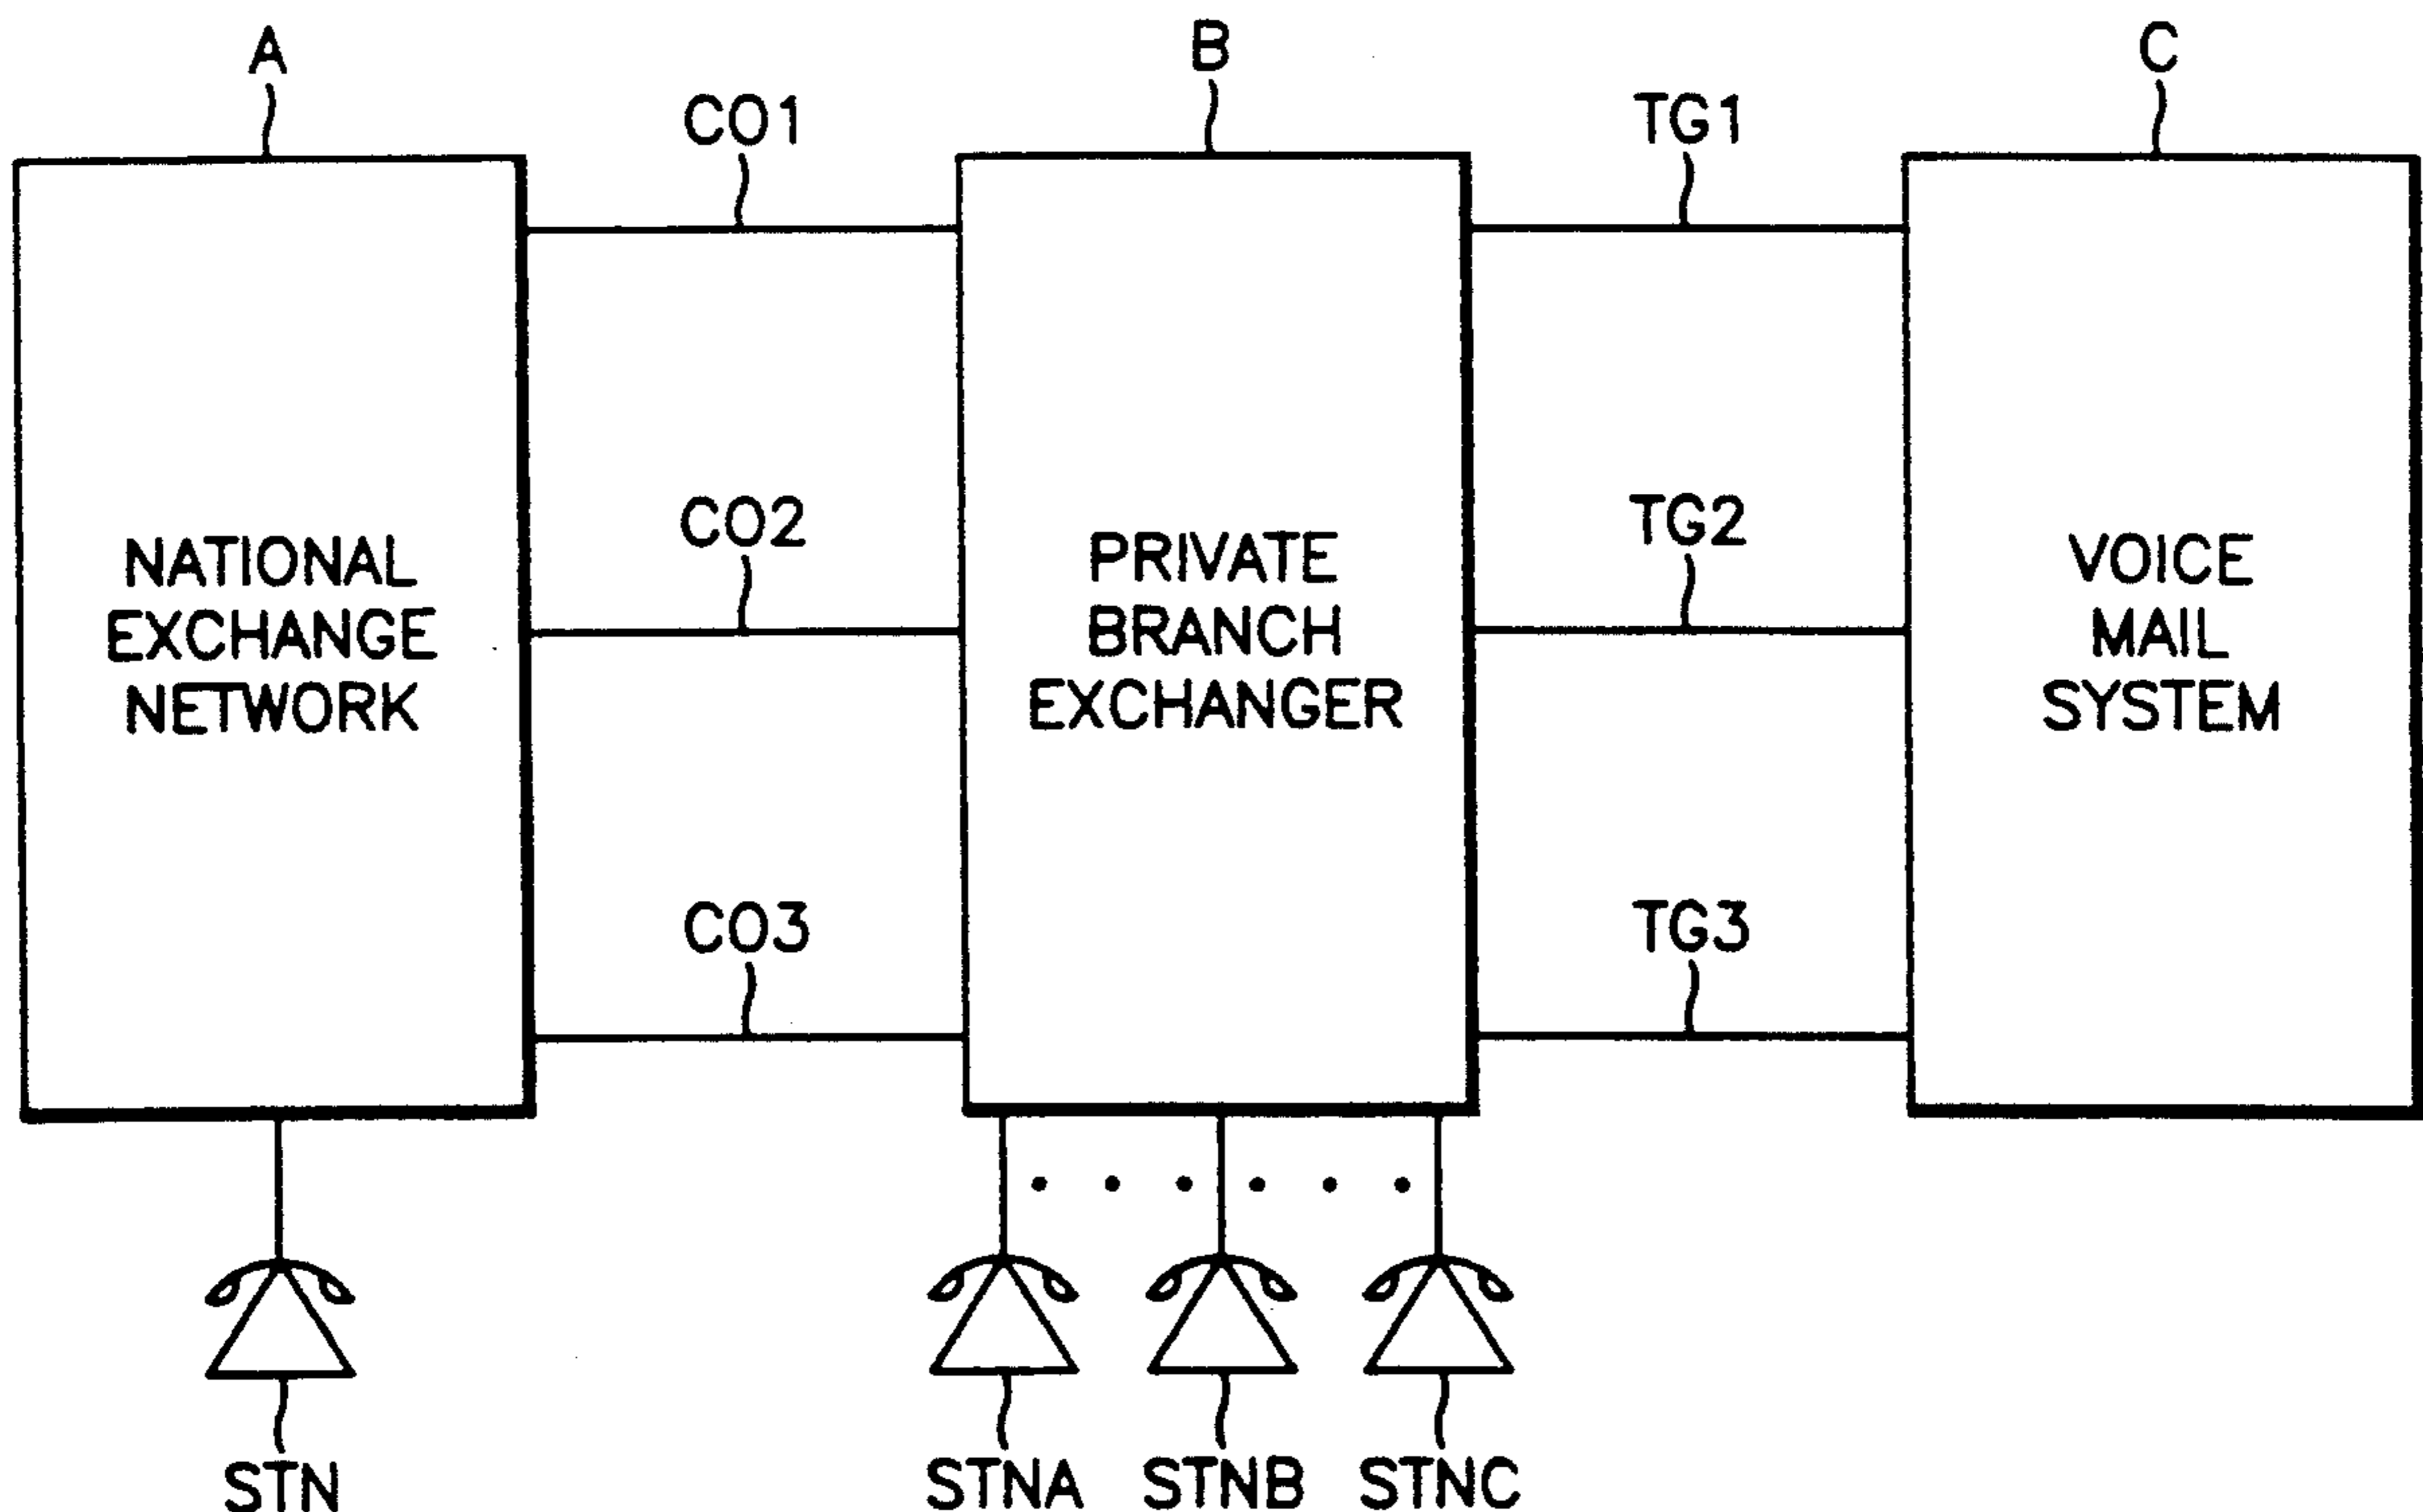 A
B
C
CO1
TG1
CO2
TG2
NATIONAL
EXCHANGE
NETWORK
PRIVATE
BRANCH
EXCHANGER
VOICE
MAIL
SYSTEM
CO3
TG3
STN
STNA
STNB
STNC